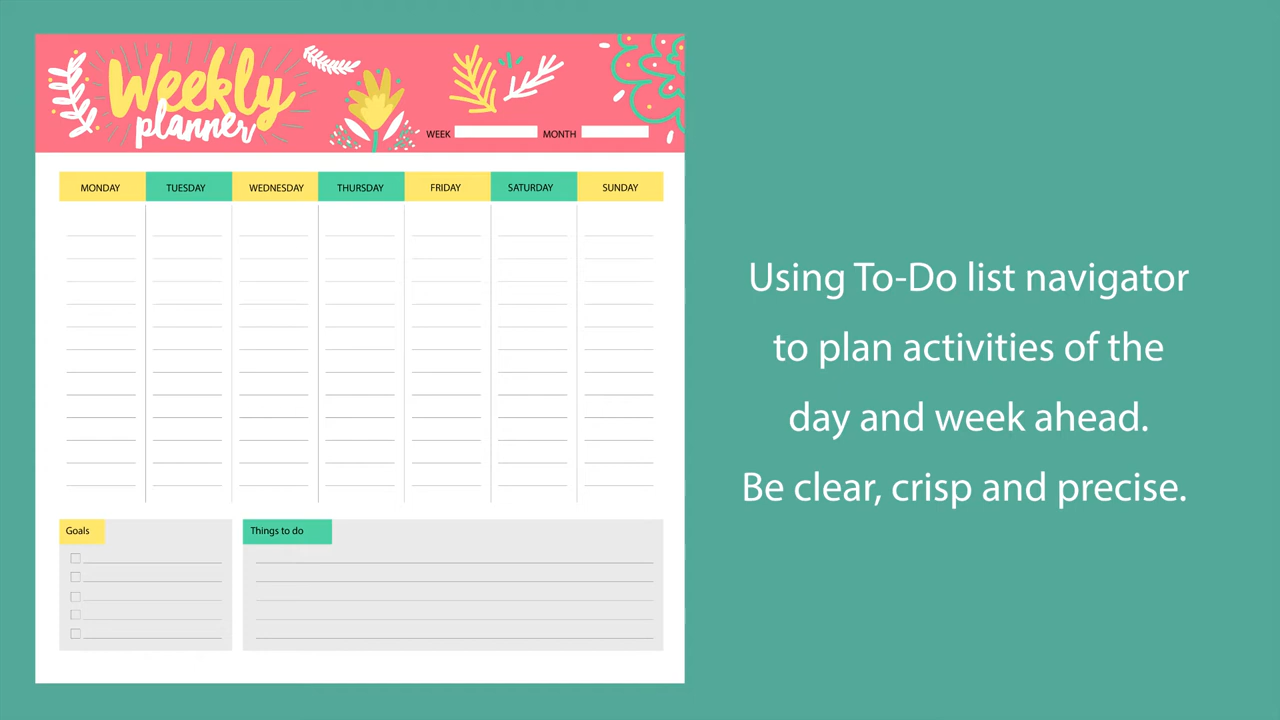 Weekly
planner
WEEK
MONTH
MONDAY
TUESDAY
WEDNESDAY
THURSDAY
FRIDAY
SATURDAY
SUNDAY
Goals
Things to do
Using To-Do list navigator
to plan activities of the
day and week ahead.
Be clear, crisp and precise.